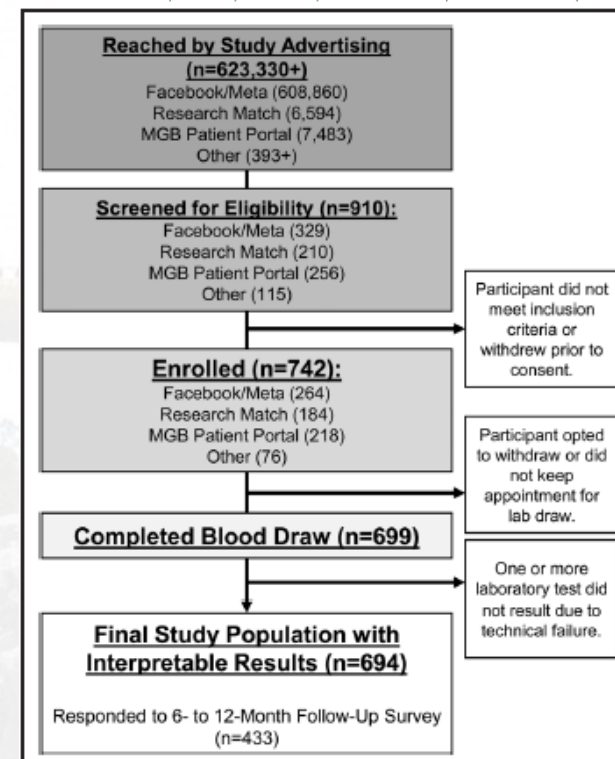 Reached by Study Advertising
(n=623,330+)
Facebook/Meta (608,860)
Research Match (6,594)
MGB Patient Portal (7,483)
Other (393+)
Screened for Eligibility (n=910):
Facebook/Meta (329)
Research Match (210)
MGB Patient Portal (256)
Other (115)
Participant did not
meet inclusion
criteria or
withdrew prior to
consent.
Enrolled (n=742):
Facebook/Meta (264)
Research Match (184)
MGB Patient Portal (218)
Other (76)
Participant opted
to withdraw or did
not keep
appointment for
lab draw.
Completed Blood Draw (n=699)
One or more
laboratory test did
not result due to
technical failure.
Final Study Population with
Interpretable Results (n=694)
Responded to 6- to 12-Month Follow-Up Survey
(n=433)